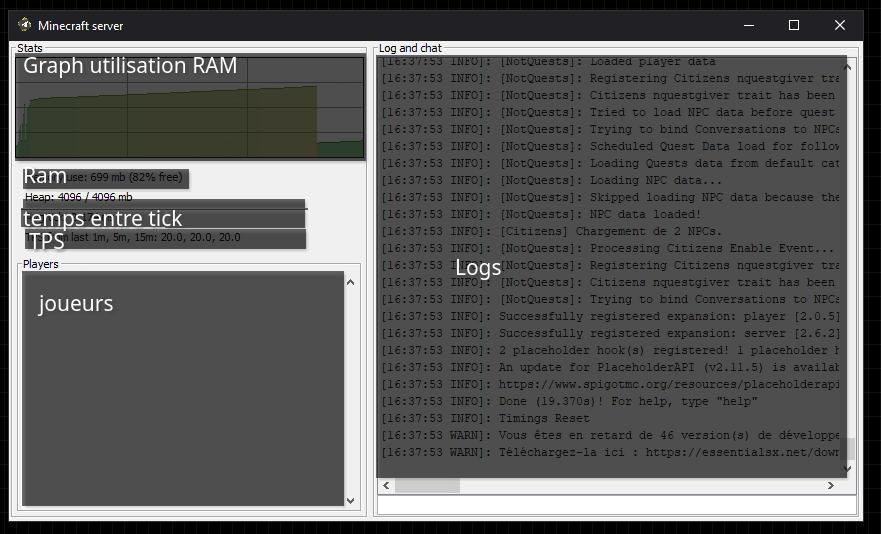 Minecraft server
Stats
Graph utilisation RAM
Ram
use: 699 mb (82% free)
Heap: 4096 / 4096 mb
temps entre tick
TPS
last 1m, 5m, 15m: 20.0, 20.0, 20.0
Players
joueurs
Log and chat
[16:37:53 INFO]: [NotQuests]: Loaded player data
[16:37:53 INFO]: [NotQuests]: Registering Citizens nquestgiver tra
[16:37:53 INFO]: [NotQuests]: Citizens nquestgiver trait has been
[16:37:53 INFO]: [NotQuests]: Tried to load NPC data before quest
[16:37:53 INFO]: [NotQuests]: Trying to bind Conversations to NPCs
[16:37:53 INFO]: [NotQuests]: Scheduled Quest Data load for follow
[16:37:53 INFO]: [NotQuests]: Loading Quests data from default cat
[16:37:53 INFO]: [NotQuests]: Loading NPC data...
[16:37:53 INFO]: [NotQuests]: Skipped loading NPC data because the
[16:37:53 INFO]: [NotQuests]: NPC data loaded!
[16:37:53 INFO]: [Citizens] Chargement de 2 NPCs.
[16:37:53 INFO]: [NotQuests]: Processing Citizens Enable Event...
[16:37:53 INFO]: [NotQuests]: Registering Citizens nquestgiver tra
Logs
[16:37:53 INFO]: [NotQuests]: Citizens nquestgiver trait has been
[16:37:53 INFO]: [NotQuests]: Trying to bind Conversations to NPCs
[16:37:53 INFO]: Successfully registered expansion: player [2.0.5]
[16:37:53 INFO]: Successfully registered expansion: server [2.6.2]
[16:37:53 INFO]: 2 placeholder hook(s) registered! 1 placeholder h
[16:37:53 INFO]: An update for PlaceholderAPI (v2.11.5) is availab
[16:37:53 INFO]: https://www.spigotmc.org/resources/placeholderapi
[16:37:53 INFO]: Done (19.370s)! For help, type "help"
[16:37:53 INFO]: Timings Reset
[16:37:53 WARN]: Vous êtes en retard de 46 version(s) de développe
[16:37:53 WARN]: Téléchargez-la ici : https://essentialsx.net/down